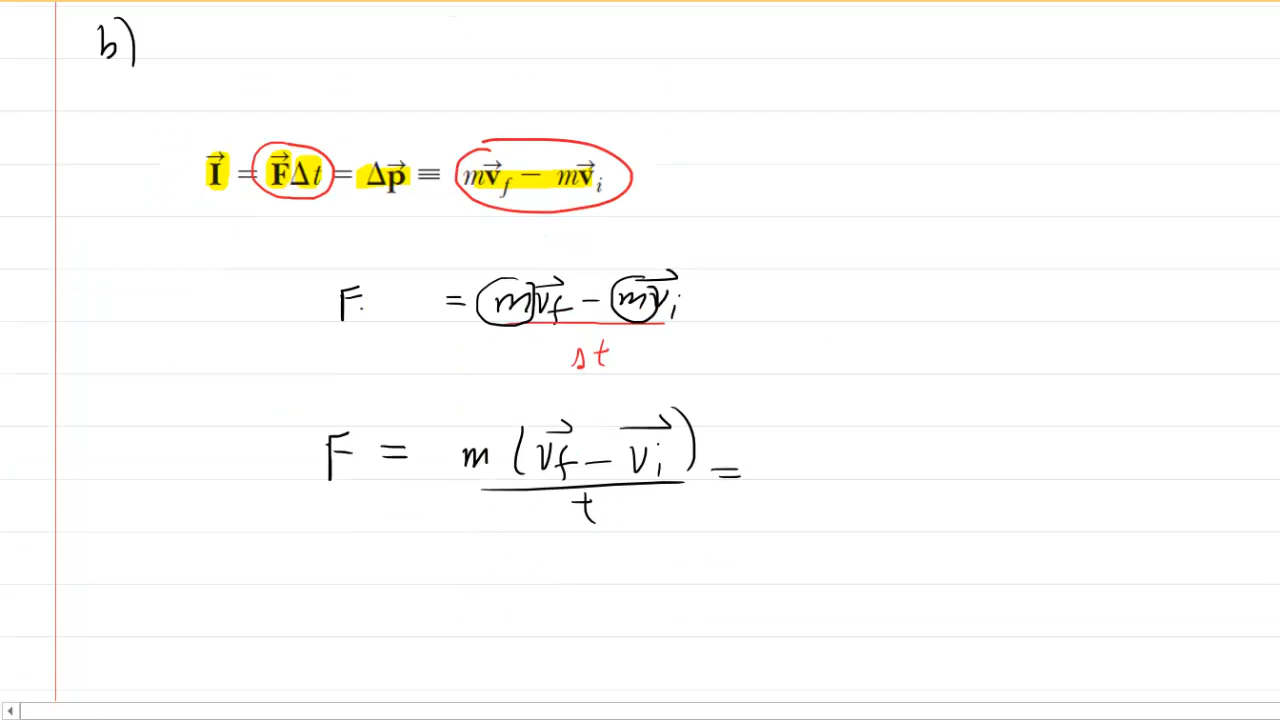 b)
I⃗ = F⃗Δt = Δp⃗ ≡ mv⃗f − mv⃗i
F = mv⃗f − mv⃗i
Δt
F = m (v⃗f − v⃗i) =
t